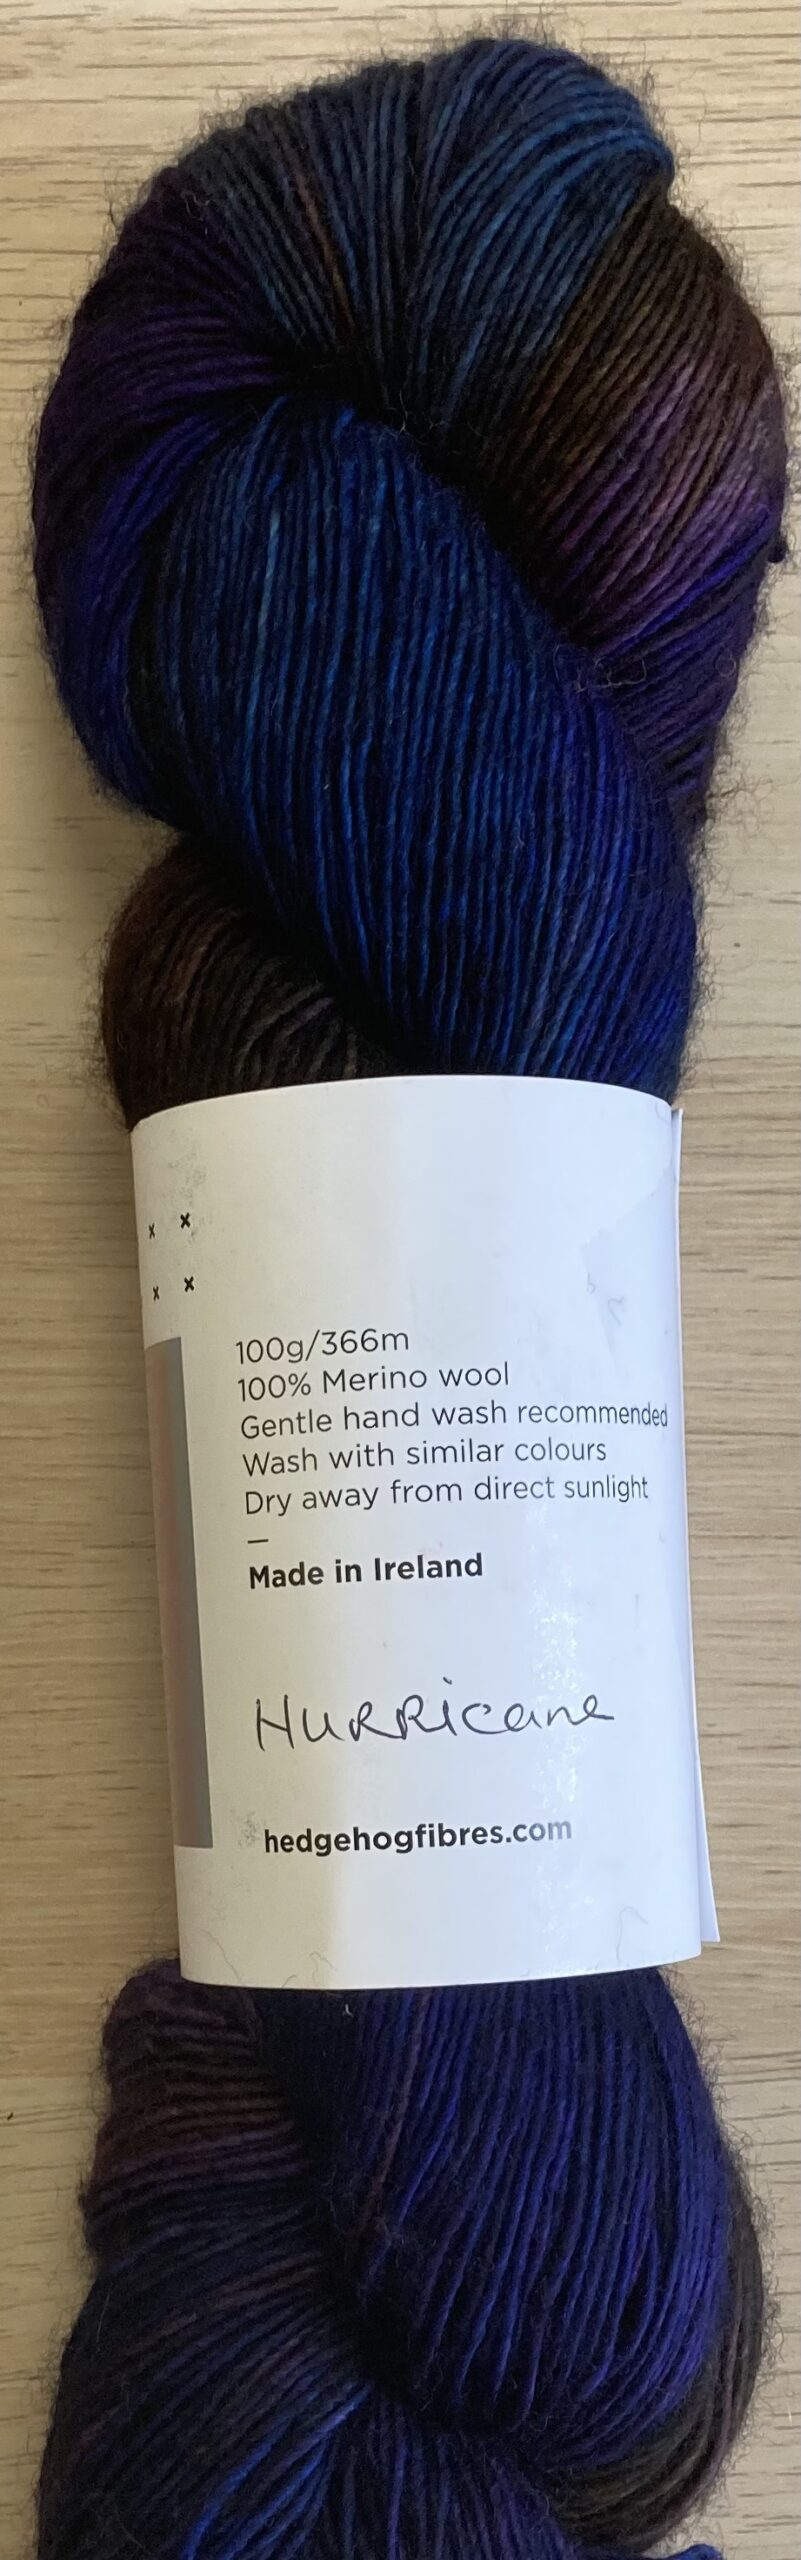 x x
x x
100g/366m
100% Merino wool
Gentle hand wash recommended
Wash with similar colours
Dry away from direct sunlight
—
Made in Ireland
HURRicane
hedgehogfibres.com